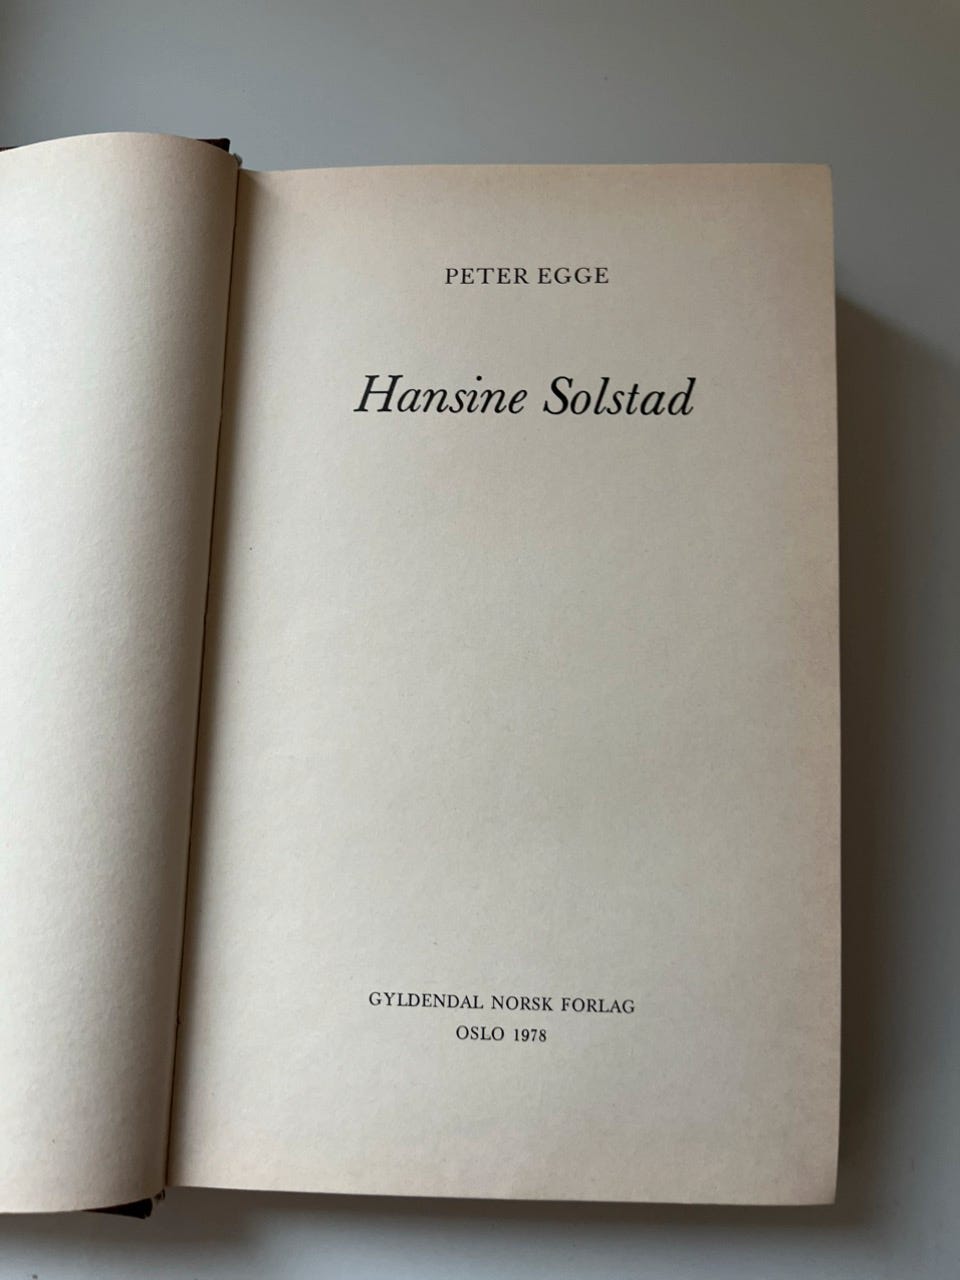 PETER EGGE
Hansine Solstad
GYLDENDAL NORSK FORLAG
OSLO 1978